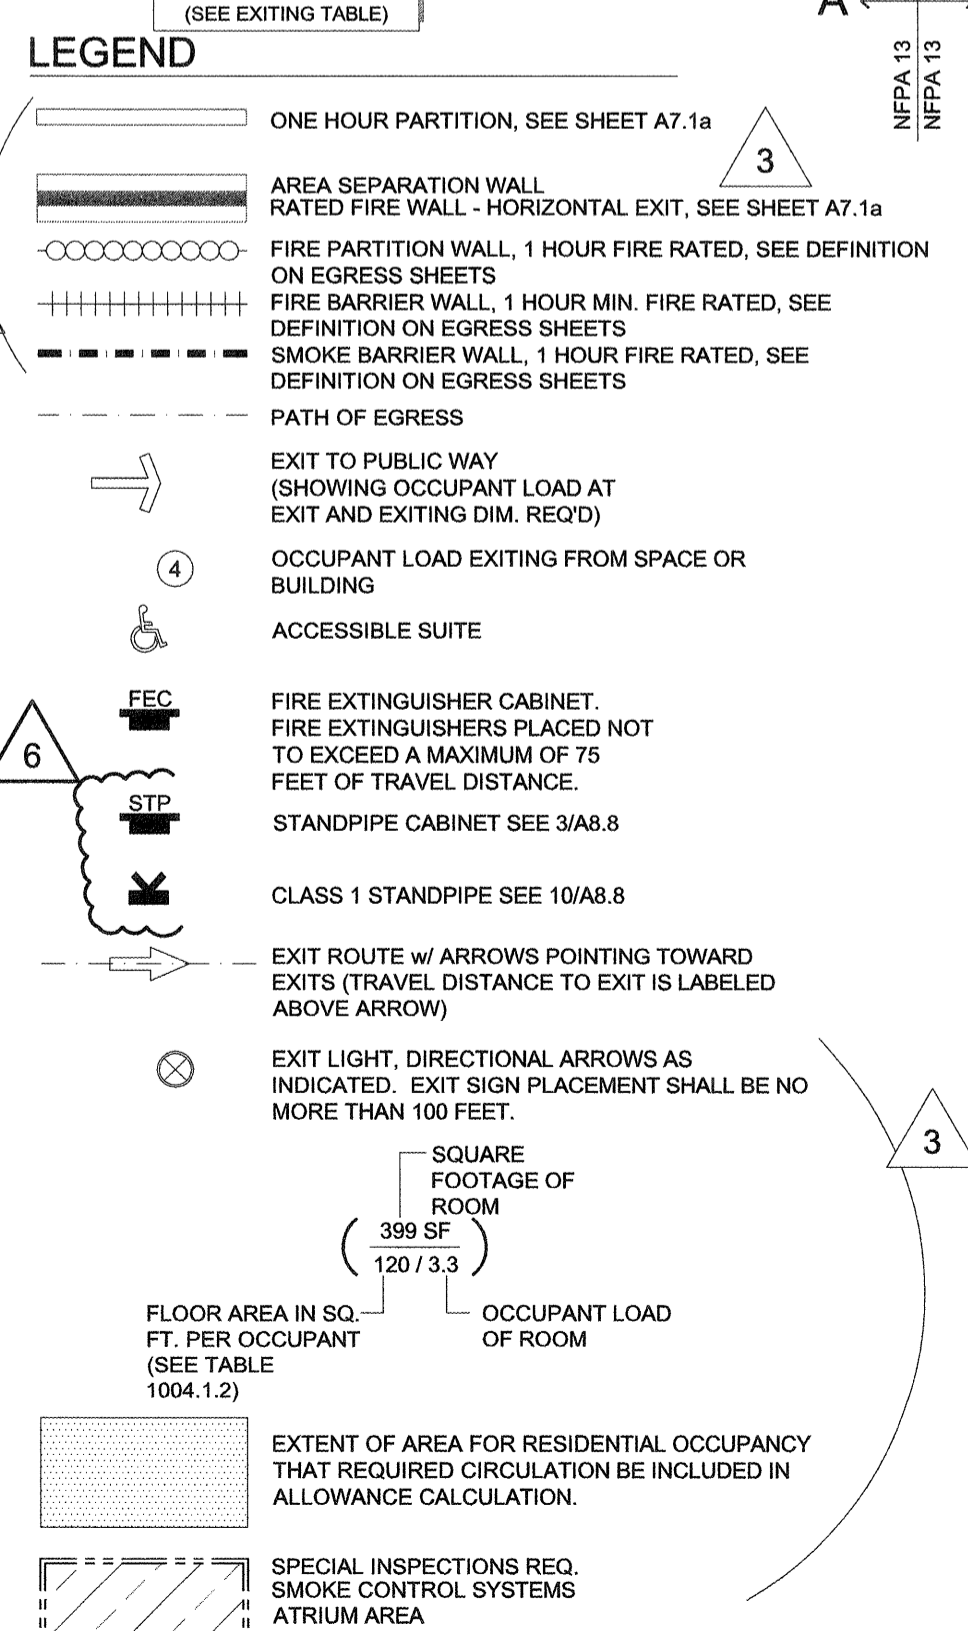 (SEE EXITING TABLE)
A
NFPA 13
NFPA 13
LEGEND
ONE HOUR PARTITION, SEE SHEET A7.1a
3
AREA SEPARATION WALL
RATED FIRE WALL - HORIZONTAL EXIT, SEE SHEET A7.1a
FIRE PARTITION WALL, 1 HOUR FIRE RATED, SEE DEFINITION
ON EGRESS SHEETS
FIRE BARRIER WALL, 1 HOUR MIN. FIRE RATED, SEE
DEFINITION ON EGRESS SHEETS
SMOKE BARRIER WALL, 1 HOUR FIRE RATED, SEE
DEFINITION ON EGRESS SHEETS
PATH OF EGRESS
EXIT TO PUBLIC WAY
(SHOWING OCCUPANT LOAD AT
EXIT AND EXITING DIM. REQ'D)
4
OCCUPANT LOAD EXITING FROM SPACE OR
BUILDING
ACCESSIBLE SUITE
FEC
FIRE EXTINGUISHER CABINET.
FIRE EXTINGUISHERS PLACED NOT
TO EXCEED A MAXIMUM OF 75
FEET OF TRAVEL DISTANCE.
6
STP
STANDPIPE CABINET SEE 3/A8.8
CLASS 1 STANDPIPE SEE 10/A8.8
EXIT ROUTE w/ ARROWS POINTING TOWARD
EXITS (TRAVEL DISTANCE TO EXIT IS LABELED
ABOVE ARROW)
EXIT LIGHT, DIRECTIONAL ARROWS AS
INDICATED. EXIT SIGN PLACEMENT SHALL BE NO
MORE THAN 100 FEET.
3
SQUARE
FOOTAGE OF
ROOM
399 SF
120 / 3.3
FLOOR AREA IN SQ.
FT. PER OCCUPANT
(SEE TABLE
1004.1.2)
OCCUPANT LOAD
OF ROOM
EXTENT OF AREA FOR RESIDENTIAL OCCUPANCY
THAT REQUIRED CIRCULATION BE INCLUDED IN
ALLOWANCE CALCULATION.
SPECIAL INSPECTIONS REQ.
SMOKE CONTROL SYSTEMS
ATRIUM AREA